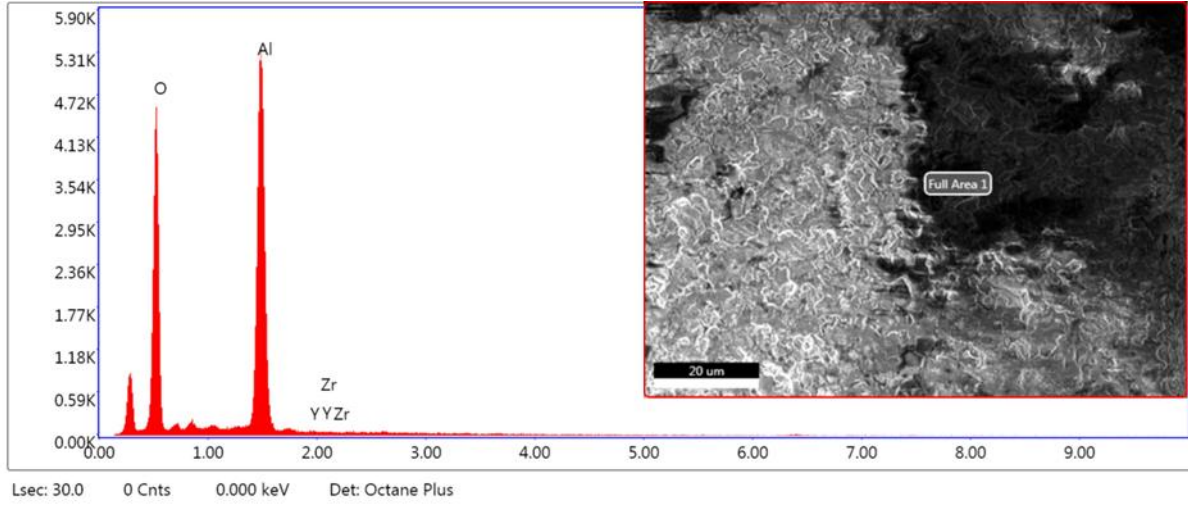 5.90K
5.31K
4.72K
4.13K
3.54K
2.95K
2.36K
1.77K
1.18K
0.59K
0.00K
O
Al
Zr
Y Y Zr
0.00 1.00 2.00 3.00 4.00 5.00 6.00 7.00 8.00 9.00
Full Area 1
20 um
Lsec: 30.0 0 Cnts 0.000 keV Det: Octane Plus